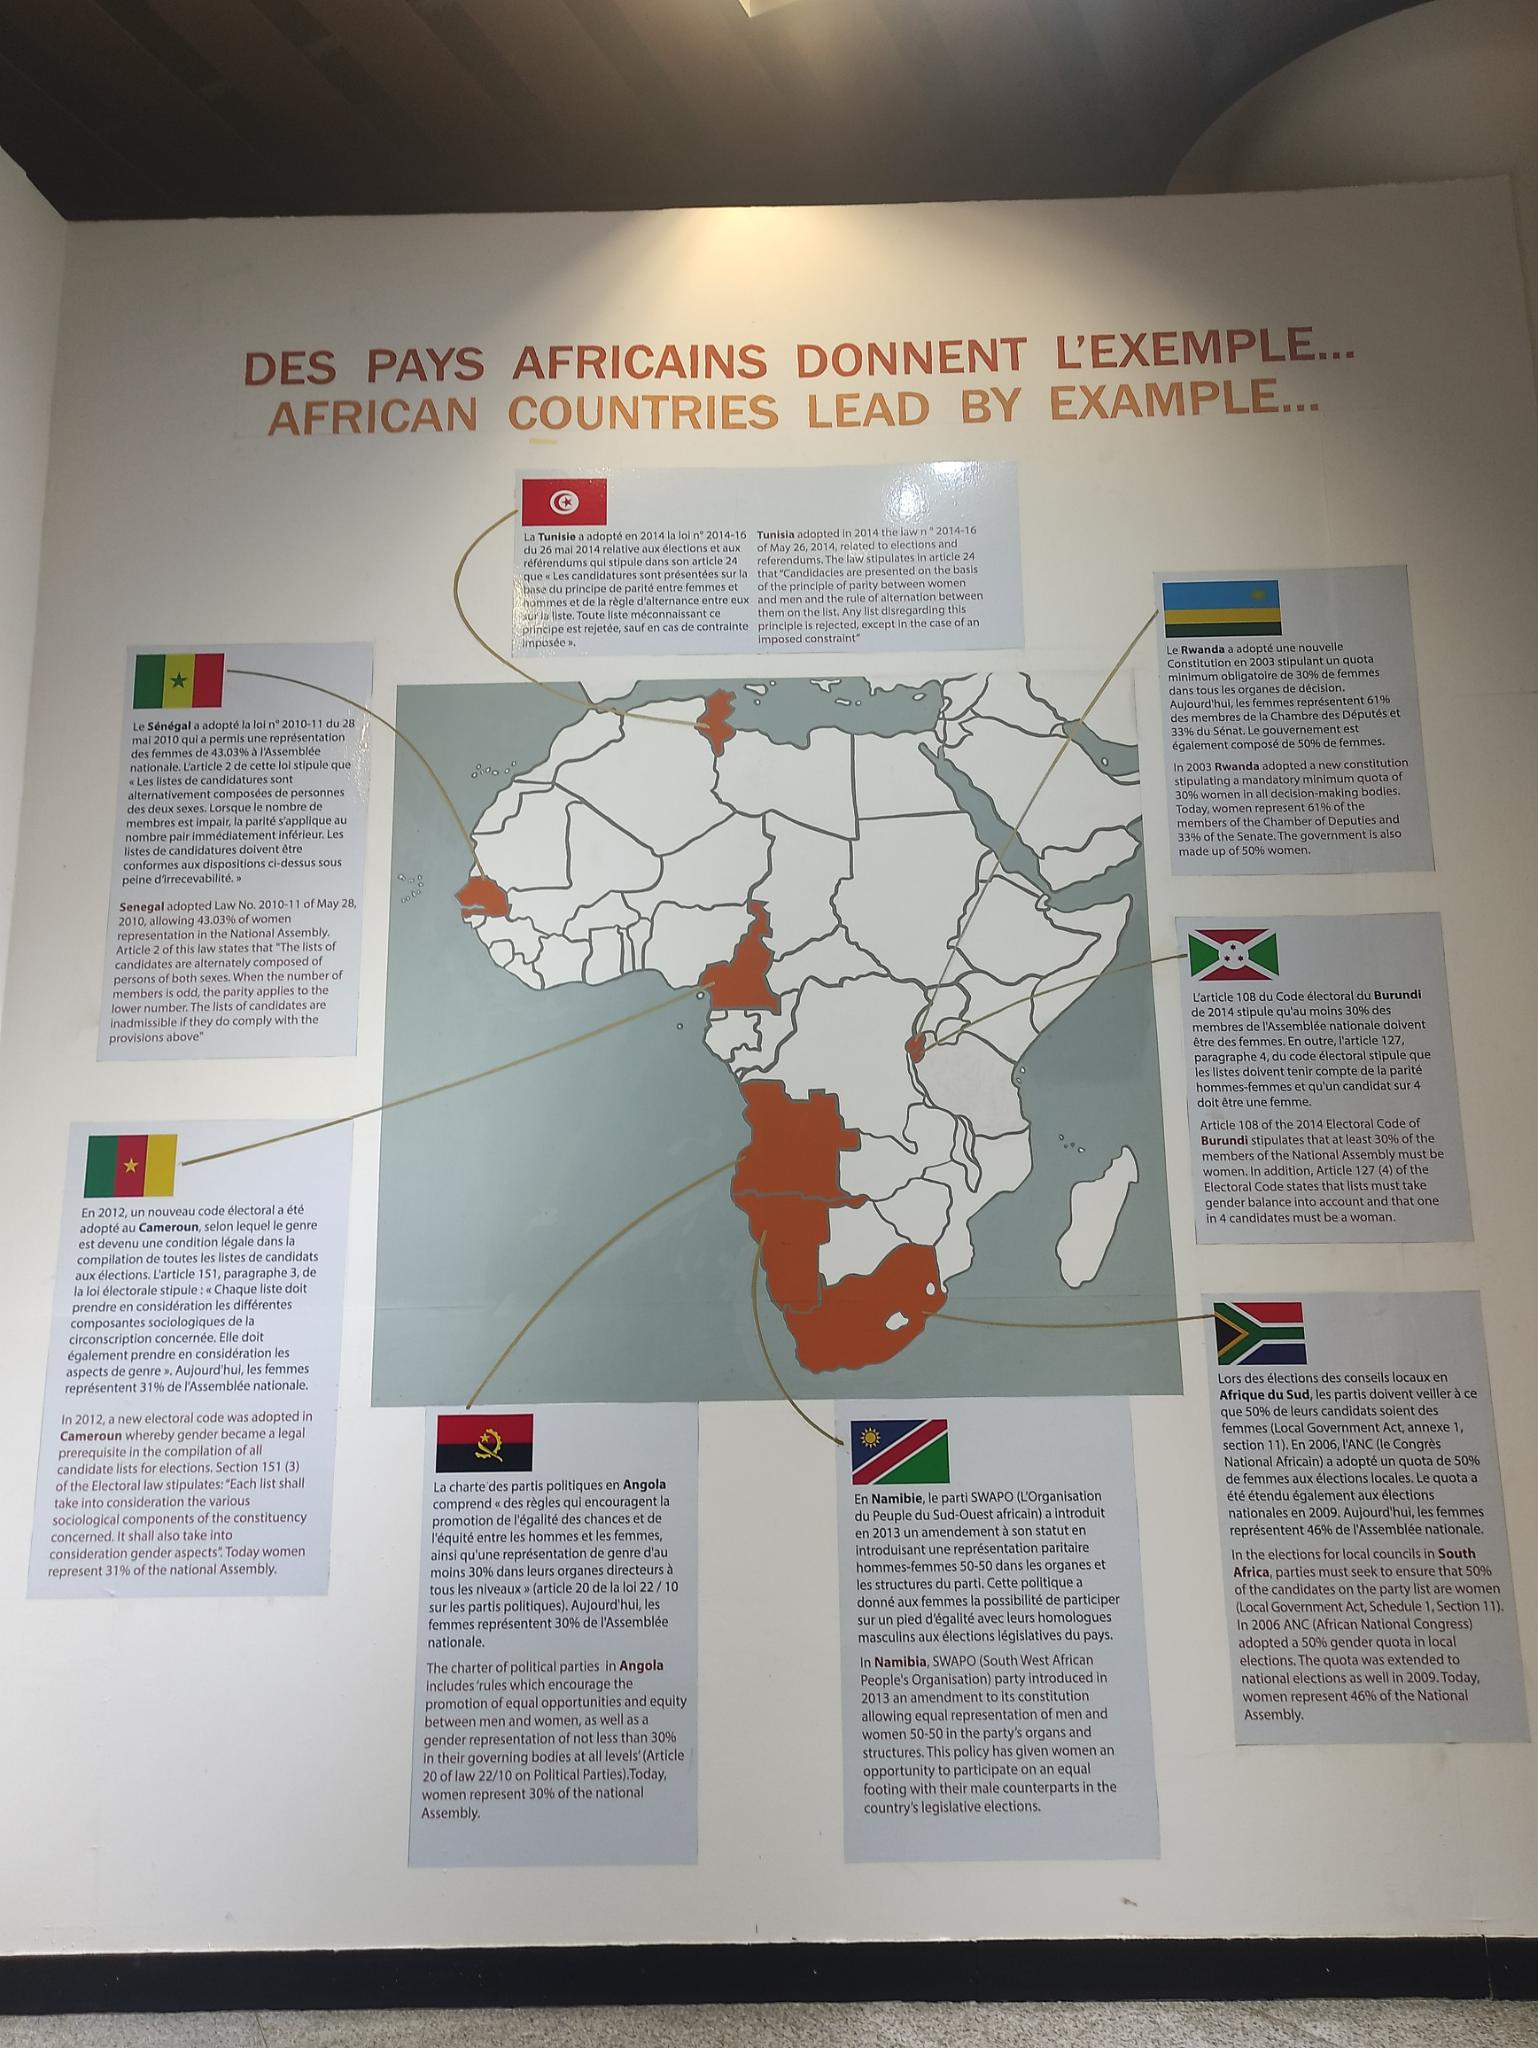 DES PAYS AFRICAINS DONNENT L'EXEMPLE...
AFRICAN COUNTRIES LEAD BY EXAMPLE...
La Tunisie a adopté en 2014 la loi n° 2014-16
du 26 mai 2014 relative aux élections et aux
référendums qui stipule dans son article 24
que « Les candidatures sont présentées sur la
base du principe de parité entre femmes et
hommes et de la règle d'alternance entre eux
sur la liste. Toute liste méconnaissant ce
principe est rejetée, sauf en cas de contrainte
imposée ».
Tunisia adopted in 2014 the law n° 2014-16
of May 26, 2014, related to elections and
referendums. The law stipulates in article 24
that "Candidacies are presented on the basis
of the principle of parity between women
and men and the rule of alternation between
them on the list. Any list disregarding this
principle is rejected, except in the case of an
imposed constraint"
Le Sénégal a adopté la loi n° 2010-11 du 28
mai 2010 qui a permis une représentation
des femmes de 43.03% à l'Assemblée
nationale. L'article 2 de cette loi stipule que
« Les listes de candidatures sont
alternativement composées de personnes
des deux sexes. Lorsque le nombre de
membres est impair, la parité s'applique au
nombre pair immédiatement inférieur. Les
listes de candidatures doivent être
conformes aux dispositions ci-dessus sous
peine d'irrecevabilité. »
Senegal adopted Law No. 2010-11 of May 28,
2010, allowing 43.03% of women
representation in the National Assembly.
Article 2 of this law states that "The lists of
candidates are alternately composed of
persons of both sexes. When the number of
members is odd, the parity applies to the
lower number. The lists of candidates are
inadmissible if they do comply with the
provisions above"
Le Rwanda a adopté une nouvelle
Constitution en 2003 stipulant un quota
minimum obligatoire de 30% de femmes
dans tous les organes de décision.
Aujourd'hui, les femmes représentent 61%
des membres de la Chambre des Députés et
33% du Sénat. Le gouvernement est
également composé de 50% de femmes.
In 2003 Rwanda adopted a new constitution
stipulating a mandatory minimum quota of
30% women in all decision-making bodies.
Today, women represent 61% of the
members of the Chamber of Deputies and
33% of the Senate. The government is also
made up of 50% women.
L'article 108 du Code électoral du Burundi
de 2014 stipule qu'au moins 30% des
membres de l'Assemblée nationale doivent
être des femmes. En outre, l'article 127,
paragraphe 4, du code électoral stipule que
les listes doivent tenir compte de la parité
hommes-femmes et qu'un candidat sur 4
doit être une femme.
Article 108 of the 2014 Electoral Code of
Burundi stipulates that at least 30% of the
members of the National Assembly must be
women. In addition, Article 127 (4) of the
Electoral Code states that lists must take
gender balance into account and that one
in 4 candidates must be a woman.
En 2012, un nouveau code électoral a été
adopté au Cameroun, selon lequel le genre
est devenu une condition légale dans la
compilation de toutes les listes de candidats
aux élections. L'article 151, paragraphe 3, de
la loi électorale stipule : « Chaque liste doit
prendre en considération les différentes
composantes sociologiques de la
circonscription concernée. Elle doit
également prendre en considération les
aspects de genre ». Aujourd'hui, les femmes
représentent 31% de l'Assemblée nationale.
In 2012, a new electoral code was adopted in
Cameroun whereby gender became a legal
prerequisite in the compilation of all
candidate lists for elections. Section 151 (3)
of the Electoral law stipulates: "Each list shall
take into consideration the various
sociological components of the constituency
concerned. It shall also take into
consideration gender aspects". Today women
represent 31% of the national Assembly.
La charte des partis politiques en Angola
comprend « des règles qui encouragent la
promotion de l'égalité des chances et de
l'équité entre les hommes et les femmes,
ainsi qu'une représentation de genre d'au
moins 30% dans leurs organes directeurs à
tous les niveaux » (article 20 de la loi 22 / 10
sur les partis politiques). Aujourd'hui, les
femmes représentent 30% de l'Assemblée
nationale.
The charter of political parties in Angola
includes 'rules which encourage the
promotion of equal opportunities and equity
between men and women, as well as a
gender representation of not less than 30%
in their governing bodies at all levels' (Article
20 of law 22/10 on Political Parties).Today,
women represent 30% of the national
Assembly.
En Namibie, le parti SWAPO (L'Organisation
du Peuple du Sud-Ouest africain) a introduit
en 2013 un amendement à son statut en
introduisant une représentation paritaire
hommes-femmes 50-50 dans les organes et
les structures du parti. Cette politique a
donné aux femmes la possibilité de participer
sur un pied d'égalité avec leurs homologues
masculins aux élections législatives du pays.
In Namibia, SWAPO (South West African
People's Organisation) party introduced in
2013 an amendment to its constitution
allowing equal representation of men and
women 50-50 in the party's organs and
structures. This policy has given women an
opportunity to participate on an equal
footing with their male counterparts in the
country's legislative elections.
Lors des élections des conseils locaux en
Afrique du Sud, les partis doivent veiller à ce
que 50% de leurs candidats soient des
femmes (Local Government Act, annexe 1,
section 11). En 2006, l'ANC (le Congrès
National Africain) a adopté un quota de 50%
de femmes aux élections locales. Le quota a
été étendu également aux élections
nationales en 2009. Aujourd'hui, les femmes
représentent 46% de l'Assemblée nationale.
In the elections for local councils in South
Africa, parties must seek to ensure that 50%
of the candidates on the party list are women
(Local Government Act, Schedule 1, Section 11).
In 2006 ANC (African National Congress)
adopted a 50% gender quota in local
elections. The quota was extended to
national elections as well in 2009. Today,
women represent 46% of the National
Assembly.